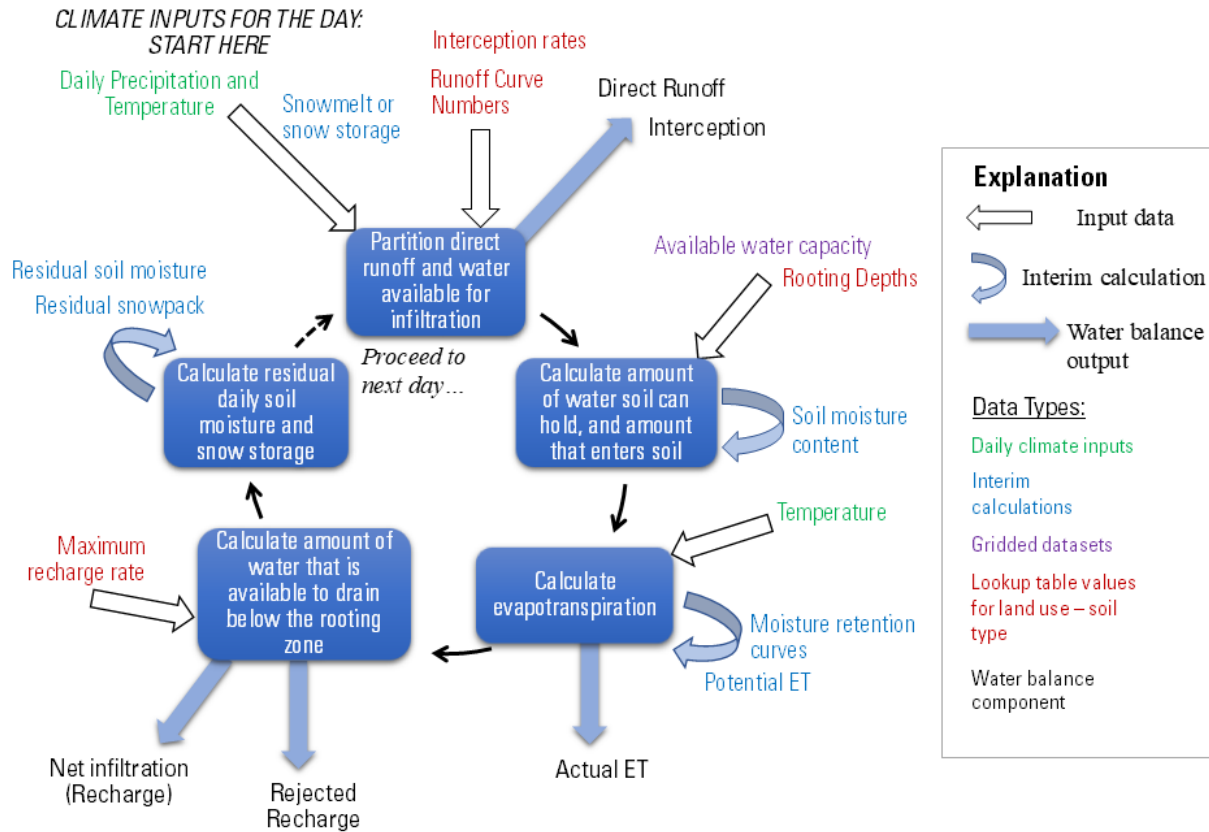 CLIMATE INPUTS FOR THE DAY:
START HERE
Daily Precipitation and
Temperature
Snowmelt or
snow storage
Interception rates
Runoff Curve
Numbers
Direct Runoff
Interception
Partition direct
runoff and water
available for
infiltration
Available water capacity
Rooting Depths
Residual soil moisture
Residual snowpack
Proceed to
next day…
Calculate residual
daily soil
moisture and
snow storage
Calculate amount
of water soil can
hold, and amount
that enters soil
Soil moisture
content
Temperature
Maximum
recharge rate
Calculate amount of
water that is
available to drain
below the rooting
zone
Calculate
evapotranspiration
Moisture retention
curves
Potential ET
Net infiltration
(Recharge)
Rejected
Recharge
Actual ET
Explanation
Input data
Interim calculation
Water balance
output
Data Types:
Daily climate inputs
Interim
calculations
Gridded datasets
Lookup table values
for land use – soil
type
Water balance
component